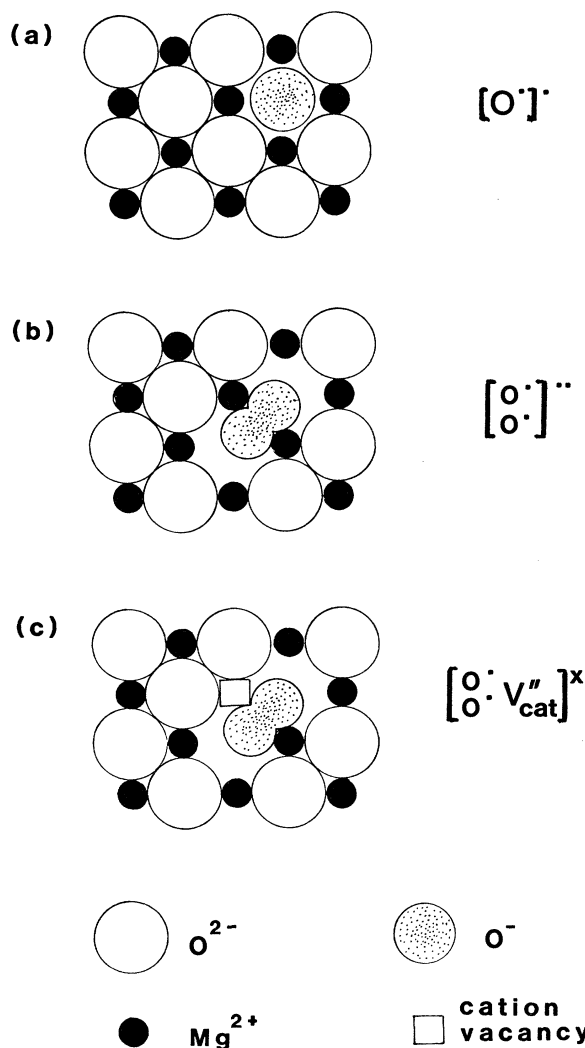 (a)
[O•]•
(b)
[O• O•]••
(c)
[O• O• V″cat]x
O2-
O-
Mg2+
cation
vacancy